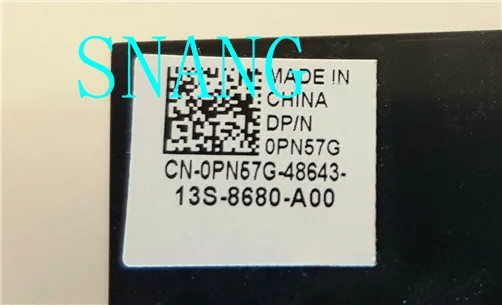 SNANG
MADE IN
CHINA
DP/N
0PN57G
CN-0PN57G-48643-
13S-8680-A00